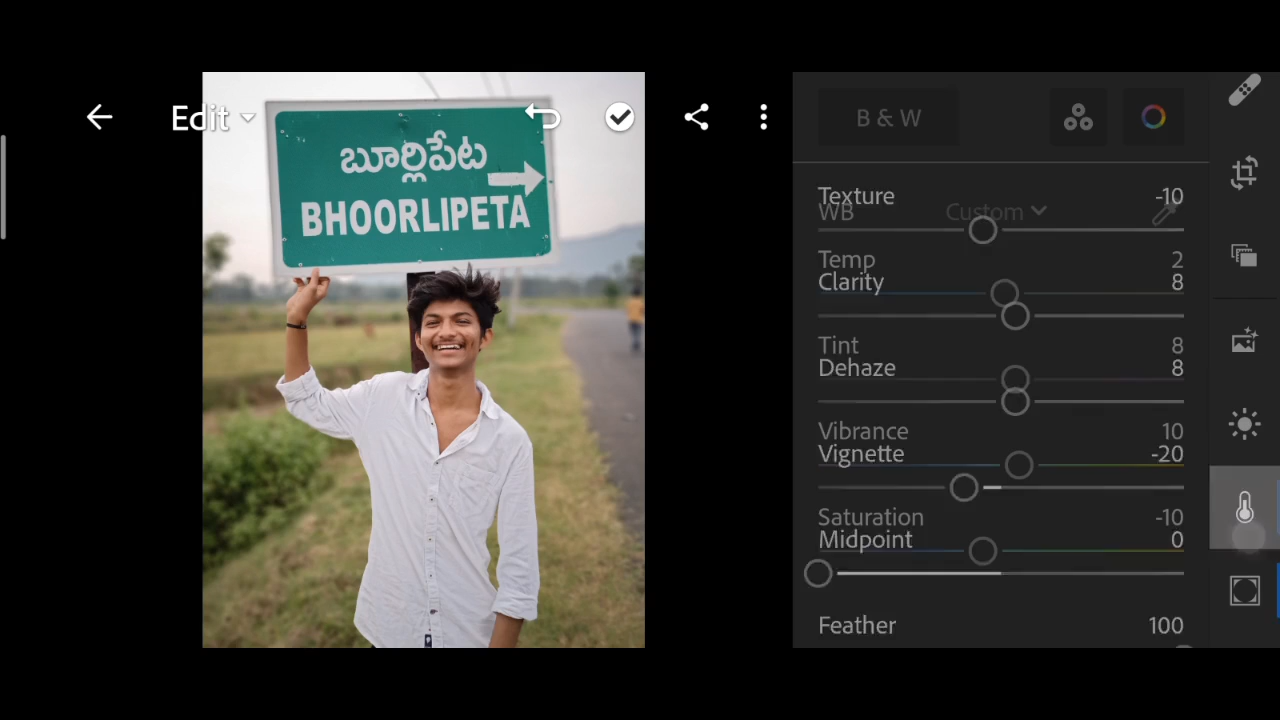 Edit
బూర్లిపేట
BHOORLIPETA
B & W
Texture -10
WB Custom
Temp 2
Clarity 8
Tint 8
Dehaze 8
Vibrance 10
Vignette -20
Saturation -10
Midpoint 0
Feather 100